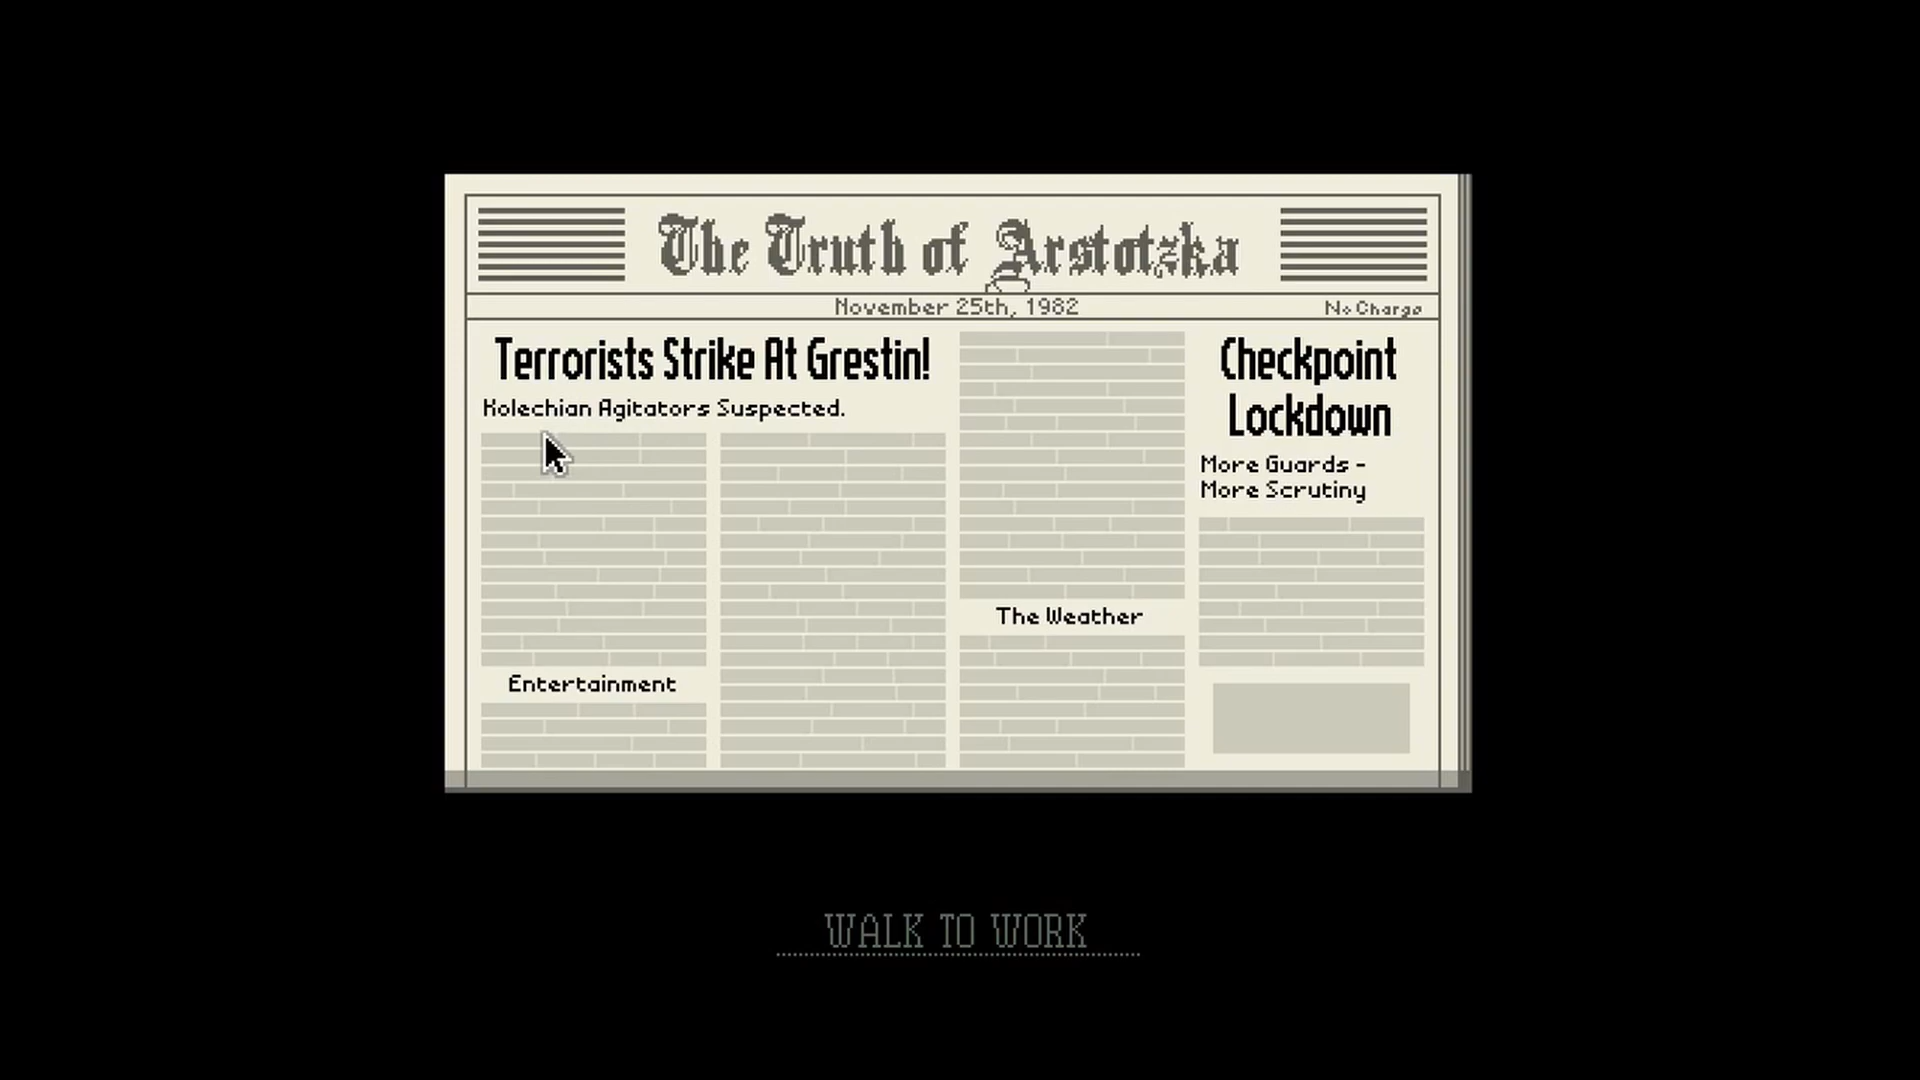 The Truth of Arstotzka
November 25th, 1982
No Charge
Terrorists Strike At Grestin!
Kolechian Agitators Suspected.
Entertainment
The Weather
Checkpoint
Lockdown
More Guards -
More Scrutiny
WALK TO WORK